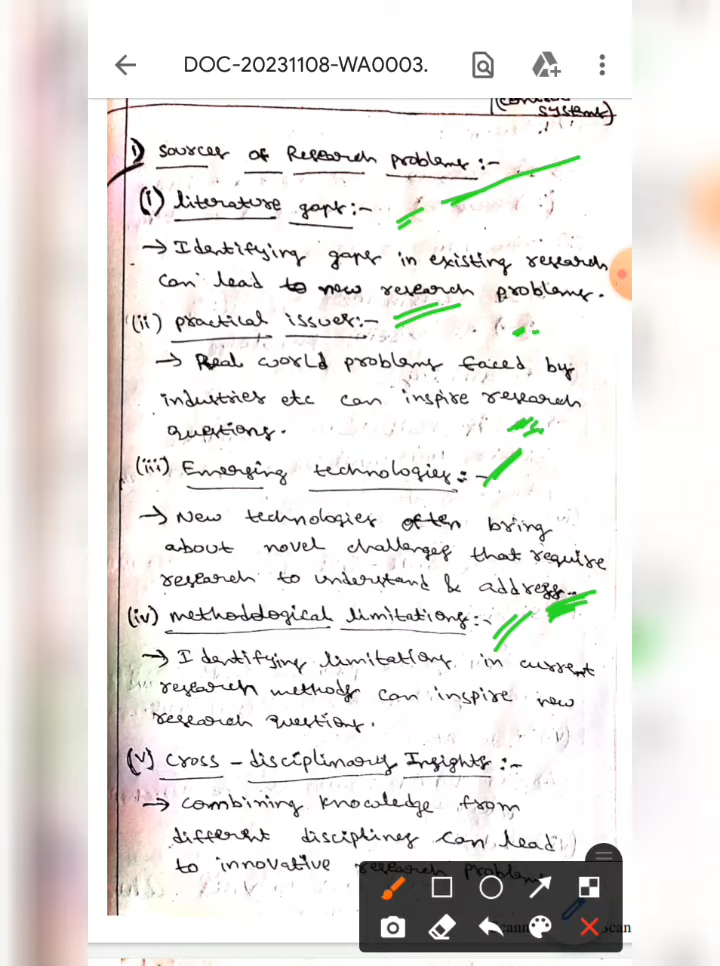 DOC-20231108-WA0003.
systems)
1) Sources of Research problems:-
(i) literature gaps:-
→ Identifying gaps in existing research
can lead to new research problems.
(ii) practical issues:-
→ Real world problems faced by
industries etc can inspire research
questions.
(iii) Emerging technologies:-
→ New technologies often bring
about novel challenges that require
research to understand & address.
(iv) methodological limitations:-
→ Identifying limitations in current
research methods can inspire new
research questions.
(v) Cross-disciplinary Insights:-
→ combining knowledge from
different disciplines can lead
to innovative research problems